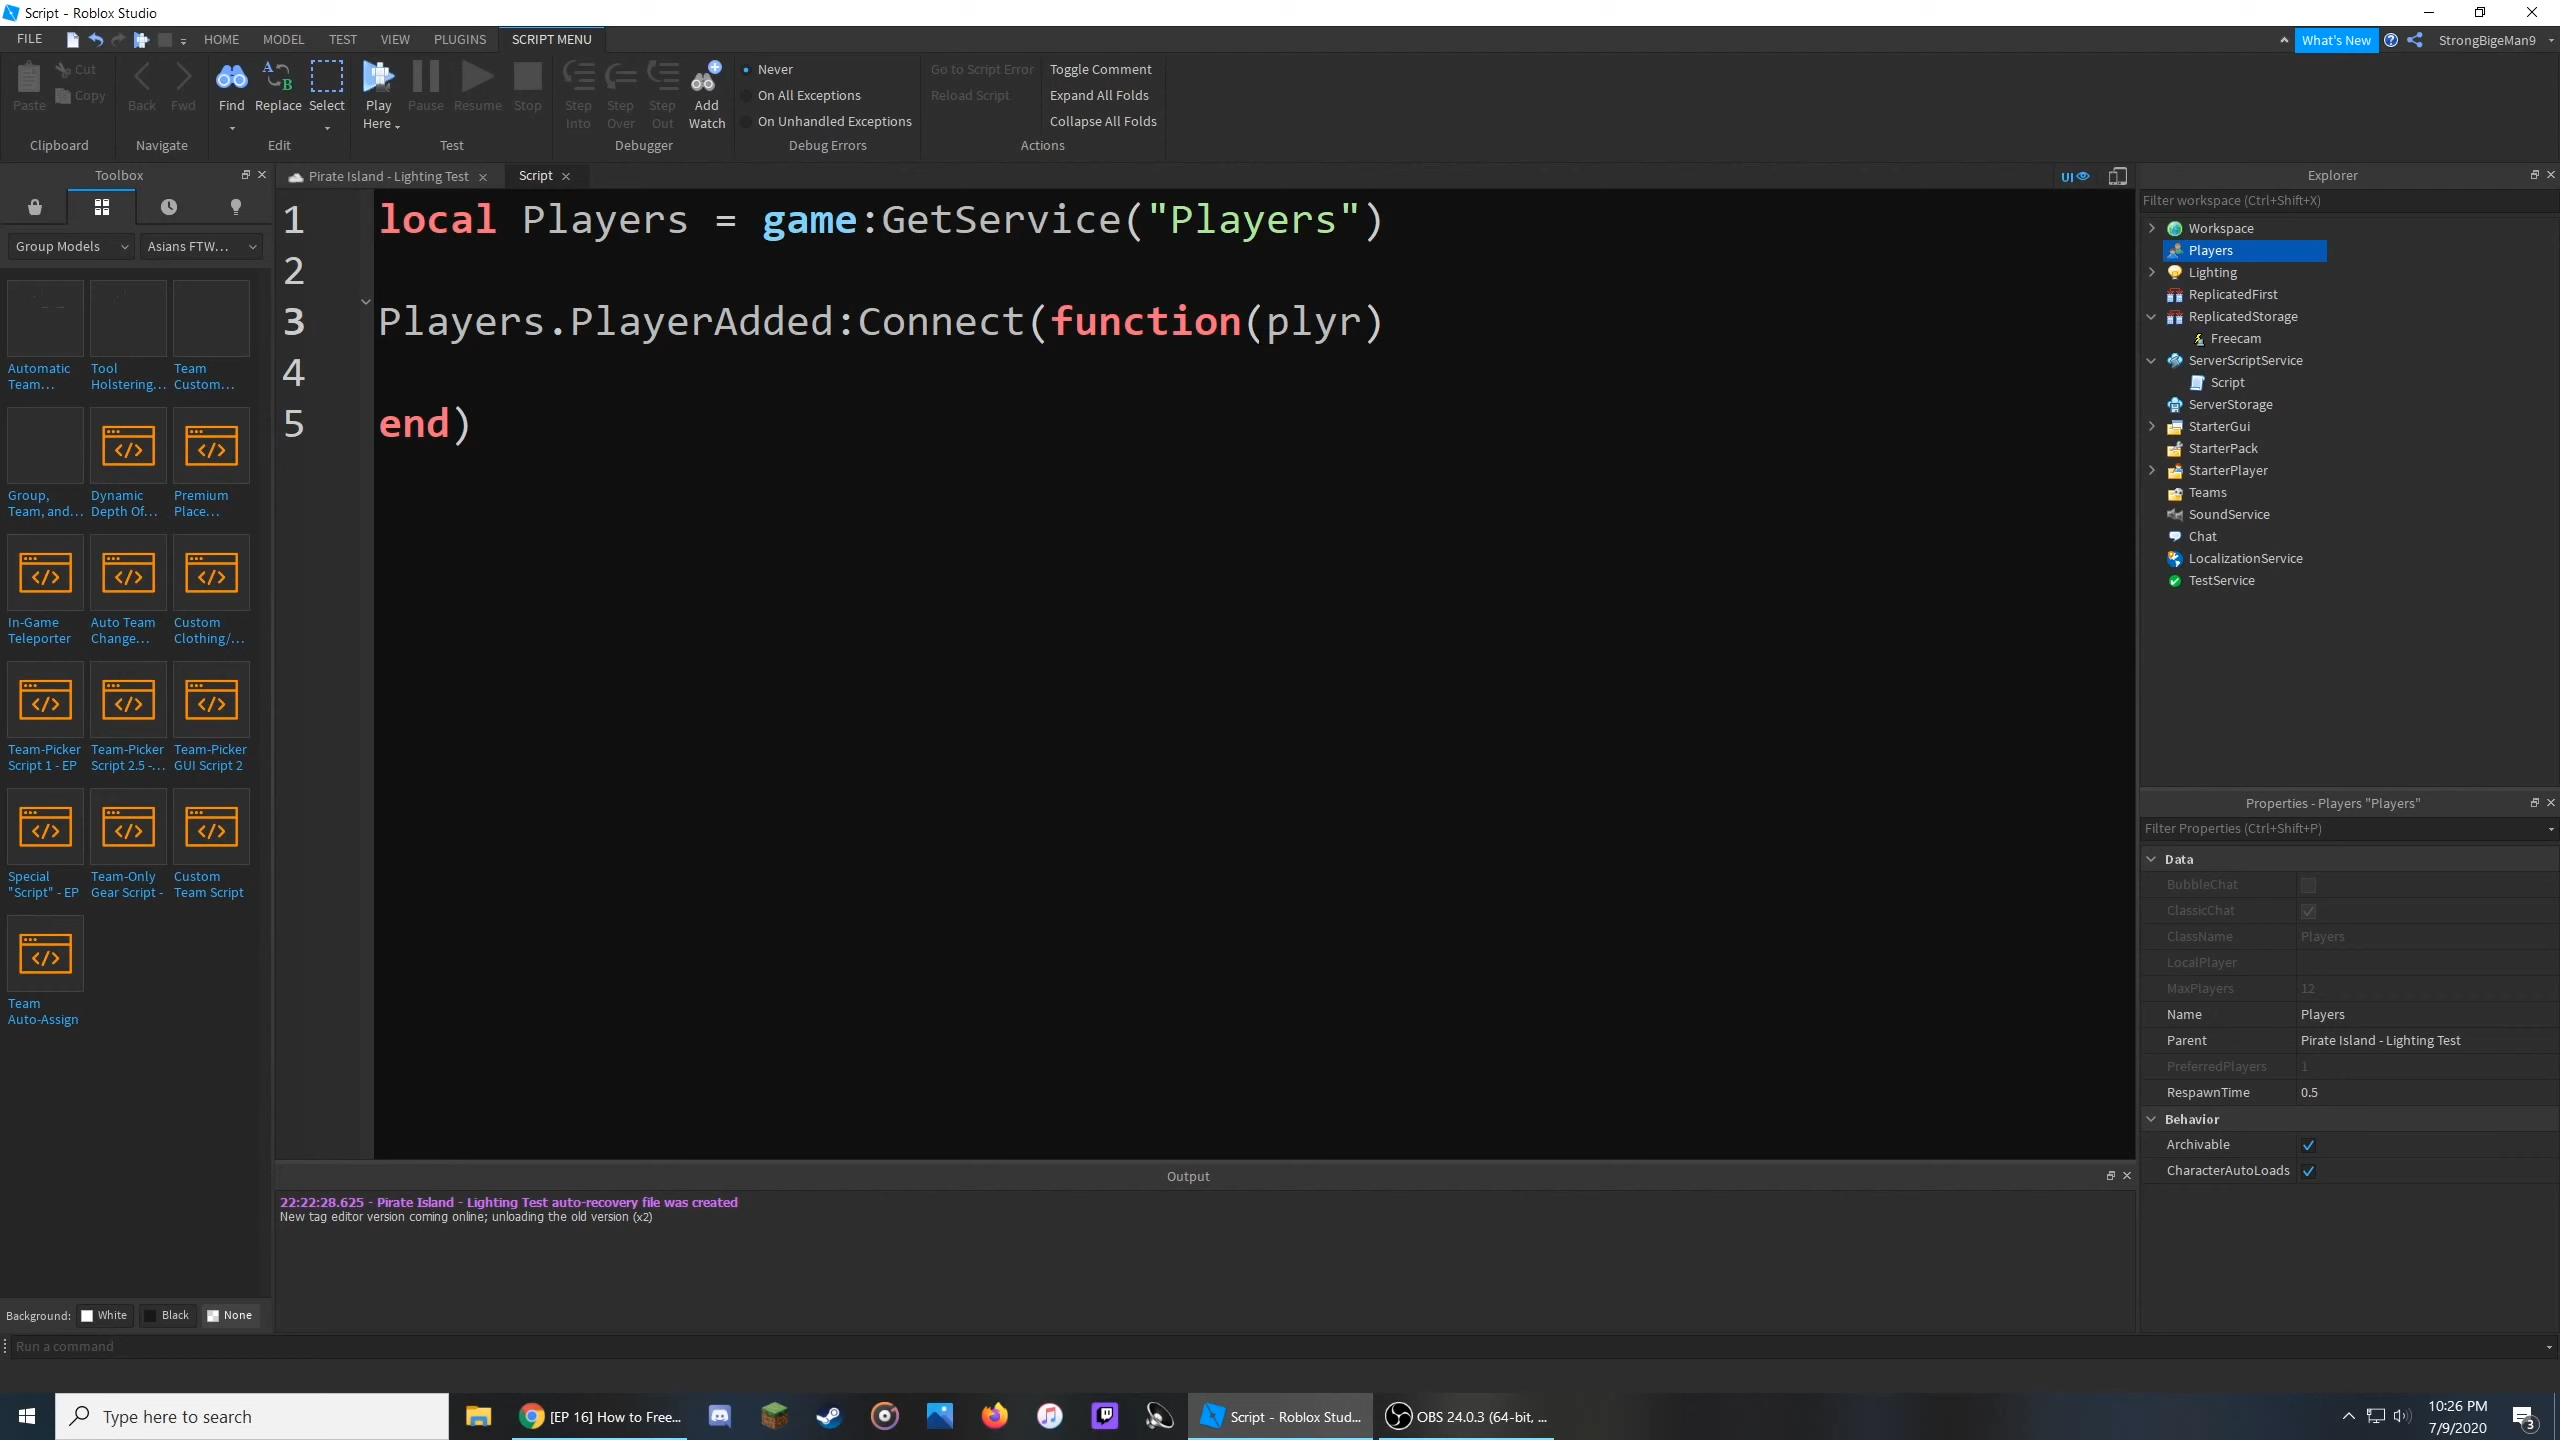 Script - Roblox Studio
FILE HOME MODEL TEST VIEW PLUGINS SCRIPT MENU What's New StrongBigeMan9
Paste Cut Copy Back Fwd Find Replace Select Play Here Pause Resume Stop Step Into Step Over Step Out Add Watch
Never
On All Exceptions
On Unhandled Exceptions
Go to Script Error
Reload Script
Toggle Comment
Expand All Folds
Collapse All Folds
Clipboard Navigate Edit Test Debugger Debug Errors Actions
Toolbox
Group Models Asians FTW...
Automatic Team...
Tool Holstering...
Team Custom...
Group, Team, and...
Dynamic Depth Of...
Premium Place...
In-Game Teleporter
Auto Team Change...
Custom Clothing/...
Team-Picker Script 1 - EP
Team-Picker Script 2.5 -...
Team-Picker GUI Script 2
Special "Script" - EP
Team-Only Gear Script -
Custom Team Script
Team Auto-Assign
Background: White Black None
Pirate Island - Lighting Test Script UI
1 local Players = game:GetService("Players")
2
3 Players.PlayerAdded:Connect(function(plyr)
4
5 end)
Output
22:22:28.625 - Pirate Island - Lighting Test auto-recovery file was created
New tag editor version coming online; unloading the old version (x2)
Explorer
Filter workspace (Ctrl+Shift+X)
Workspace
Players
Lighting
ReplicatedFirst
ReplicatedStorage
Freecam
ServerScriptService
Script
ServerStorage
StarterGui
StarterPack
StarterPlayer
Teams
SoundService
Chat
LocalizationService
TestService
Properties - Players "Players"
Filter Properties (Ctrl+Shift+P)
Data
BubbleChat
ClassicChat
ClassName Players
LocalPlayer
MaxPlayers 12
Name Players
Parent Pirate Island - Lighting Test
PreferredPlayers 1
RespawnTime 0.5
Behavior
Archivable
CharacterAutoLoads
Run a command
Type here to search
[EP 16] How to Free...
Script - Roblox Stud...
OBS 24.0.3 (64-bit, ...
10:26 PM
7/9/2020
3